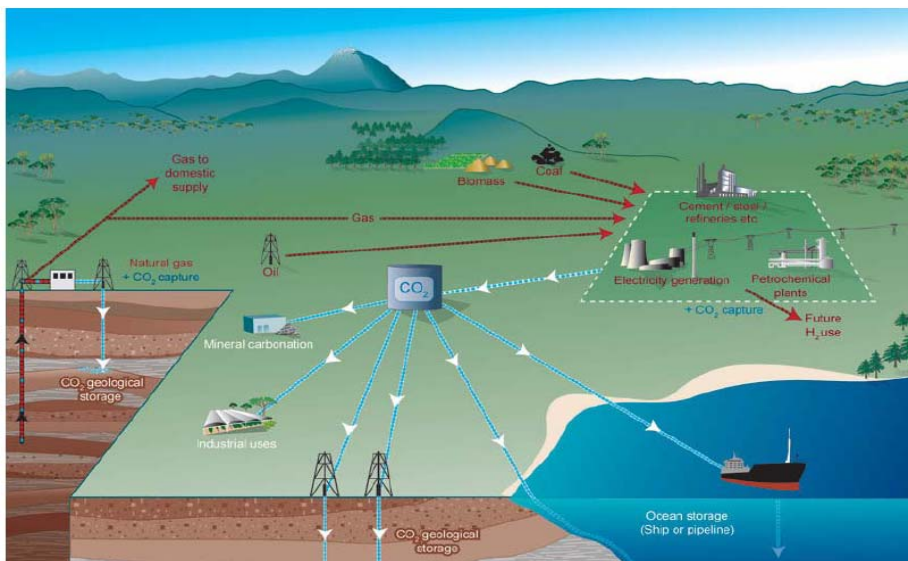 Gas to
domestic
supply
Biomass
Coal
Cement / steel /
refineries etc
Gas
Natural gas
+ CO₂ capture
Oil
Electricity generation
Petrochemical
plants
CO₂
+ CO₂ capture
Future
H₂ use
Mineral carbonation
CO₂ geological
storage
Industrial uses
Ocean storage
(Ship or pipeline)
CO₂ geological
storage